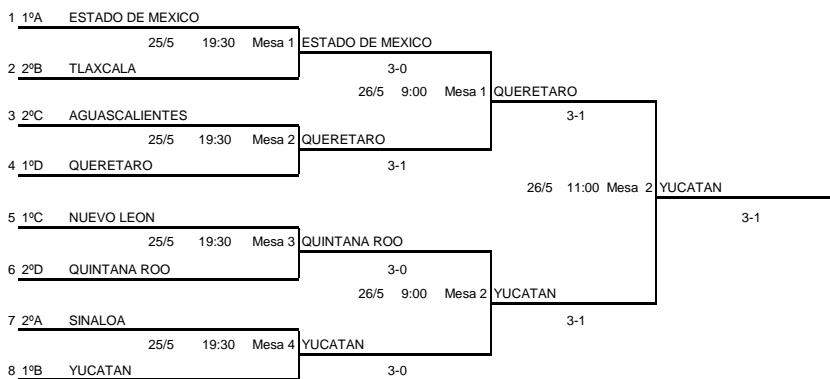 1 1ºA ESTADO DE MEXICO
25/5 19:30 Mesa 1 ESTADO DE MEXICO
2 2ºB TLAXCALA 3-0
26/5 9:00 Mesa 1 QUERETARO
3 2ºC AGUASCALIENTES 3-1
25/5 19:30 Mesa 2 QUERETARO
4 1ºD QUERETARO 3-1
26/5 11:00 Mesa 2 YUCATAN
5 1ºC NUEVO LEON 3-1
25/5 19:30 Mesa 3 QUINTANA ROO
6 2ºD QUINTANA ROO 3-0
26/5 9:00 Mesa 2 YUCATAN
7 2ºA SINALOA 3-1
25/5 19:30 Mesa 4 YUCATAN
8 1ºB YUCATAN 3-0